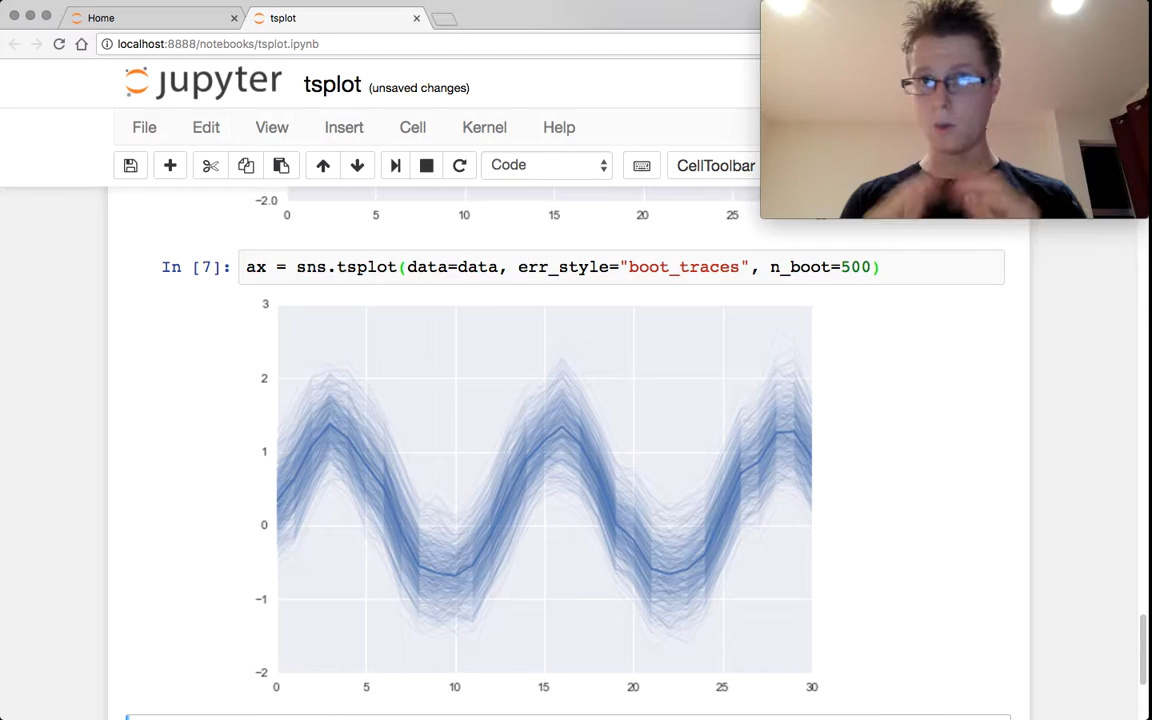 Home
tsplot
localhost:8888/notebooks/tsplot.ipynb
jupyter tsplot (unsaved changes)
File Edit View Insert Cell Kernel Help
Code CellToolbar
-2.0
0 5 10 15 20 25
In [7]: ax = sns.tsplot(data=data, err_style="boot_traces", n_boot=500)
3
2
1
0
-1
-2
0 5 10 15 20 25 30